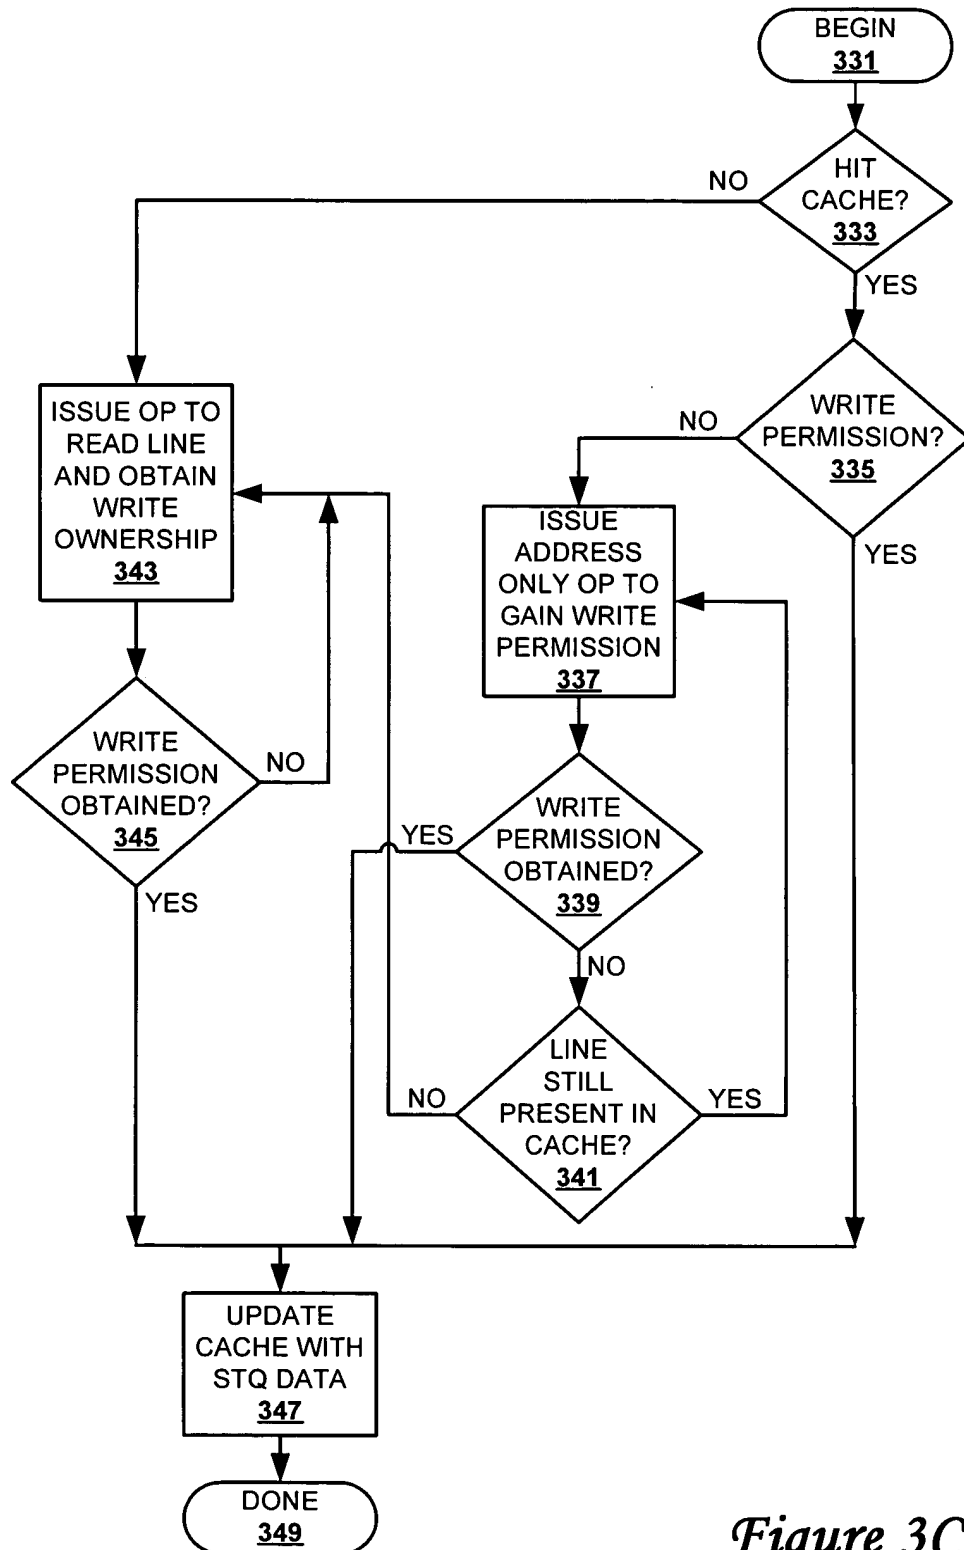 BEGIN
331
HIT
CACHE?
333
NO
YES
WRITE
PERMISSION?
335
NO
YES
ISSUE OP TO
READ LINE
AND OBTAIN
WRITE
OWNERSHIP
343
ISSUE
ADDRESS
ONLY OP TO
GAIN WRITE
PERMISSION
337
WRITE
PERMISSION
OBTAINED?
345
NO
YES
WRITE
PERMISSION
OBTAINED?
339
YES
NO
LINE
STILL
PRESENT IN
CACHE?
341
NO
YES
UPDATE
CACHE WITH
STQ DATA
347
DONE
349
Figure 3C